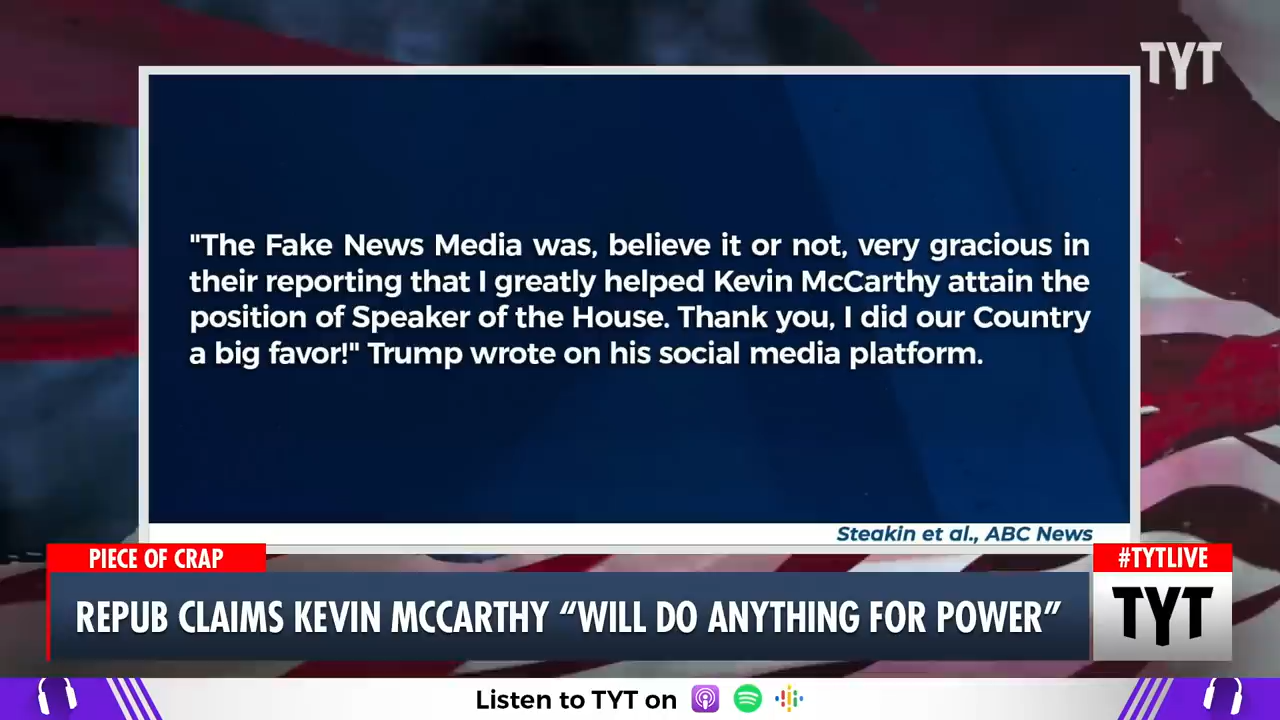 TYT
"The Fake News Media was, believe it or not, very gracious in
their reporting that I greatly helped Kevin McCarthy attain the
position of Speaker of the House. Thank you, I did our Country
a big favor!" Trump wrote on his social media platform.
Steakin et al., ABC News
PIECE OF CRAP
#TYTLIVE
REPUB CLAIMS KEVIN MCCARTHY “WILL DO ANYTHING FOR POWER”
TYT
Listen to TYT on